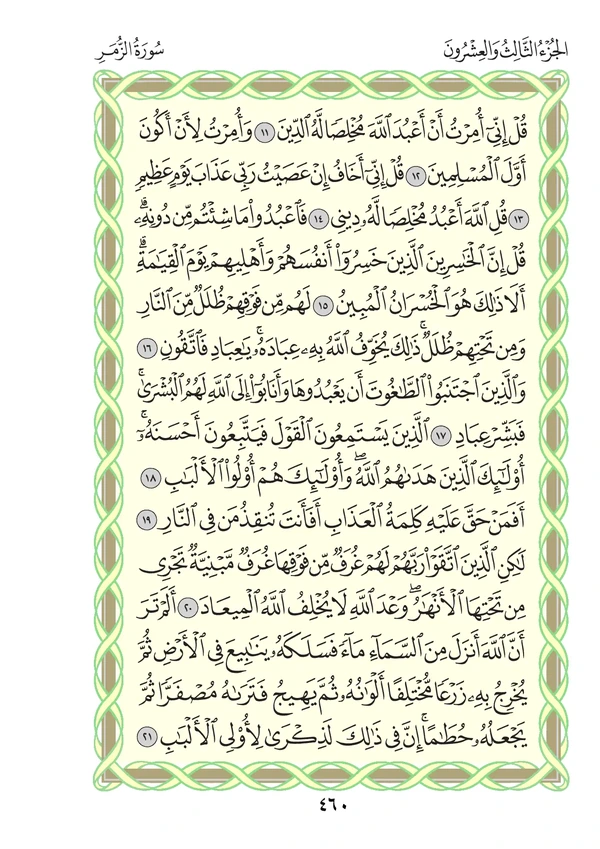 الجُزْءُ الثَّالِثُ وَالعِشْرُونَ
سُورَةُ الزُّمَرِ
قُلْ إِنِّيٓ أُمِرْتُ أَنْ أَعْبُدَ ٱللَّهَ مُخْلِصًا لَّهُ ٱلدِّينَ ١١ وَأُمِرْتُ لِأَنْ أَكُونَ
أَوَّلَ ٱلْمُسْلِمِينَ ١٢ قُلْ إِنِّيٓ أَخَافُ إِنْ عَصَيْتُ رَبِّي عَذَابَ يَوْمٍ عَظِيمٍ
١٣ قُلِ ٱللَّهَ أَعْبُدُ مُخْلِصًا لَّهُۥ دِينِي ١٤ فَٱعْبُدُوا۟ مَا شِئْتُم مِّن دُونِهِۦۗ
قُلْ إِنَّ ٱلْخَٰسِرِينَ ٱلَّذِينَ خَسِرُوٓا۟ أَنفُسَهُمْ وَأَهْلِيهِمْ يَوْمَ ٱلْقِيَٰمَةِۗ
أَلَا ذَٰلِكَ هُوَ ٱلْخُسْرَانُ ٱلْمُبِينُ ١٥ لَهُم مِّن فَوْقِهِمْ ظُلَلٌ مِّنَ ٱلنَّارِ
وَمِن تَحْتِهِمْ ظُلَلٌۚ ذَٰلِكَ يُخَوِّفُ ٱللَّهُ بِهِۦ عِبَادَهُۥۚ يَٰعِبَادِ فَٱتَّقُونِ ١٦
وَٱلَّذِينَ ٱجْتَنَبُوا۟ ٱلطَّٰغُوتَ أَن يَعْبُدُوهَا وَأَنَابُوٓا۟ إِلَى ٱللَّهِ لَهُمُ ٱلْبُشْرَىٰۚ
فَبَشِّرْ عِبَادِ ١٧ ٱلَّذِينَ يَسْتَمِعُونَ ٱلْقَوْلَ فَيَتَّبِعُونَ أَحْسَنَهُۥٓۚ
أُو۟لَٰٓئِكَ ٱلَّذِينَ هَدَىٰهُمُ ٱللَّهُۖ وَأُو۟لَٰٓئِكَ هُمْ أُو۟لُوا۟ ٱلْأَلْبَٰبِ ١٨
أَفَمَنْ حَقَّ عَلَيْهِ كَلِمَةُ ٱلْعَذَابِ أَفَأَنتَ تُنقِذُ مَن فِي ٱلنَّارِ ١٩
لَٰكِنِ ٱلَّذِينَ ٱتَّقَوْا۟ رَبَّهُمْ لَهُمْ غُرَفٌ مِّن فَوْقِهَا غُرَفٌ مَّبْنِيَّةٌ تَجْرِي
مِن تَحْتِهَا ٱلْأَنْهَٰرُۖ وَعْدَ ٱللَّهِ لَا يُخْلِفُ ٱللَّهُ ٱلْمِيعَادَ ٢٠ أَلَمْ تَرَ
أَنَّ ٱللَّهَ أَنزَلَ مِنَ ٱلسَّمَآءِ مَآءً فَسَلَكَهُۥ يَنَٰبِيعَ فِي ٱلْأَرْضِ ثُمَّ
يُخْرِجُ بِهِۦ زَرْعًا مُّخْتَلِفًا أَلْوَٰنُهُۥ ثُمَّ يَهِيجُ فَتَرَىٰهُ مُصْفَرًّا ثُمَّ
يَجْعَلُهُۥ حُطَٰمًاۚ إِنَّ فِي ذَٰلِكَ لَذِكْرَىٰ لِأُو۟لِي ٱلْأَلْبَٰبِ ٢١
٤٦٠